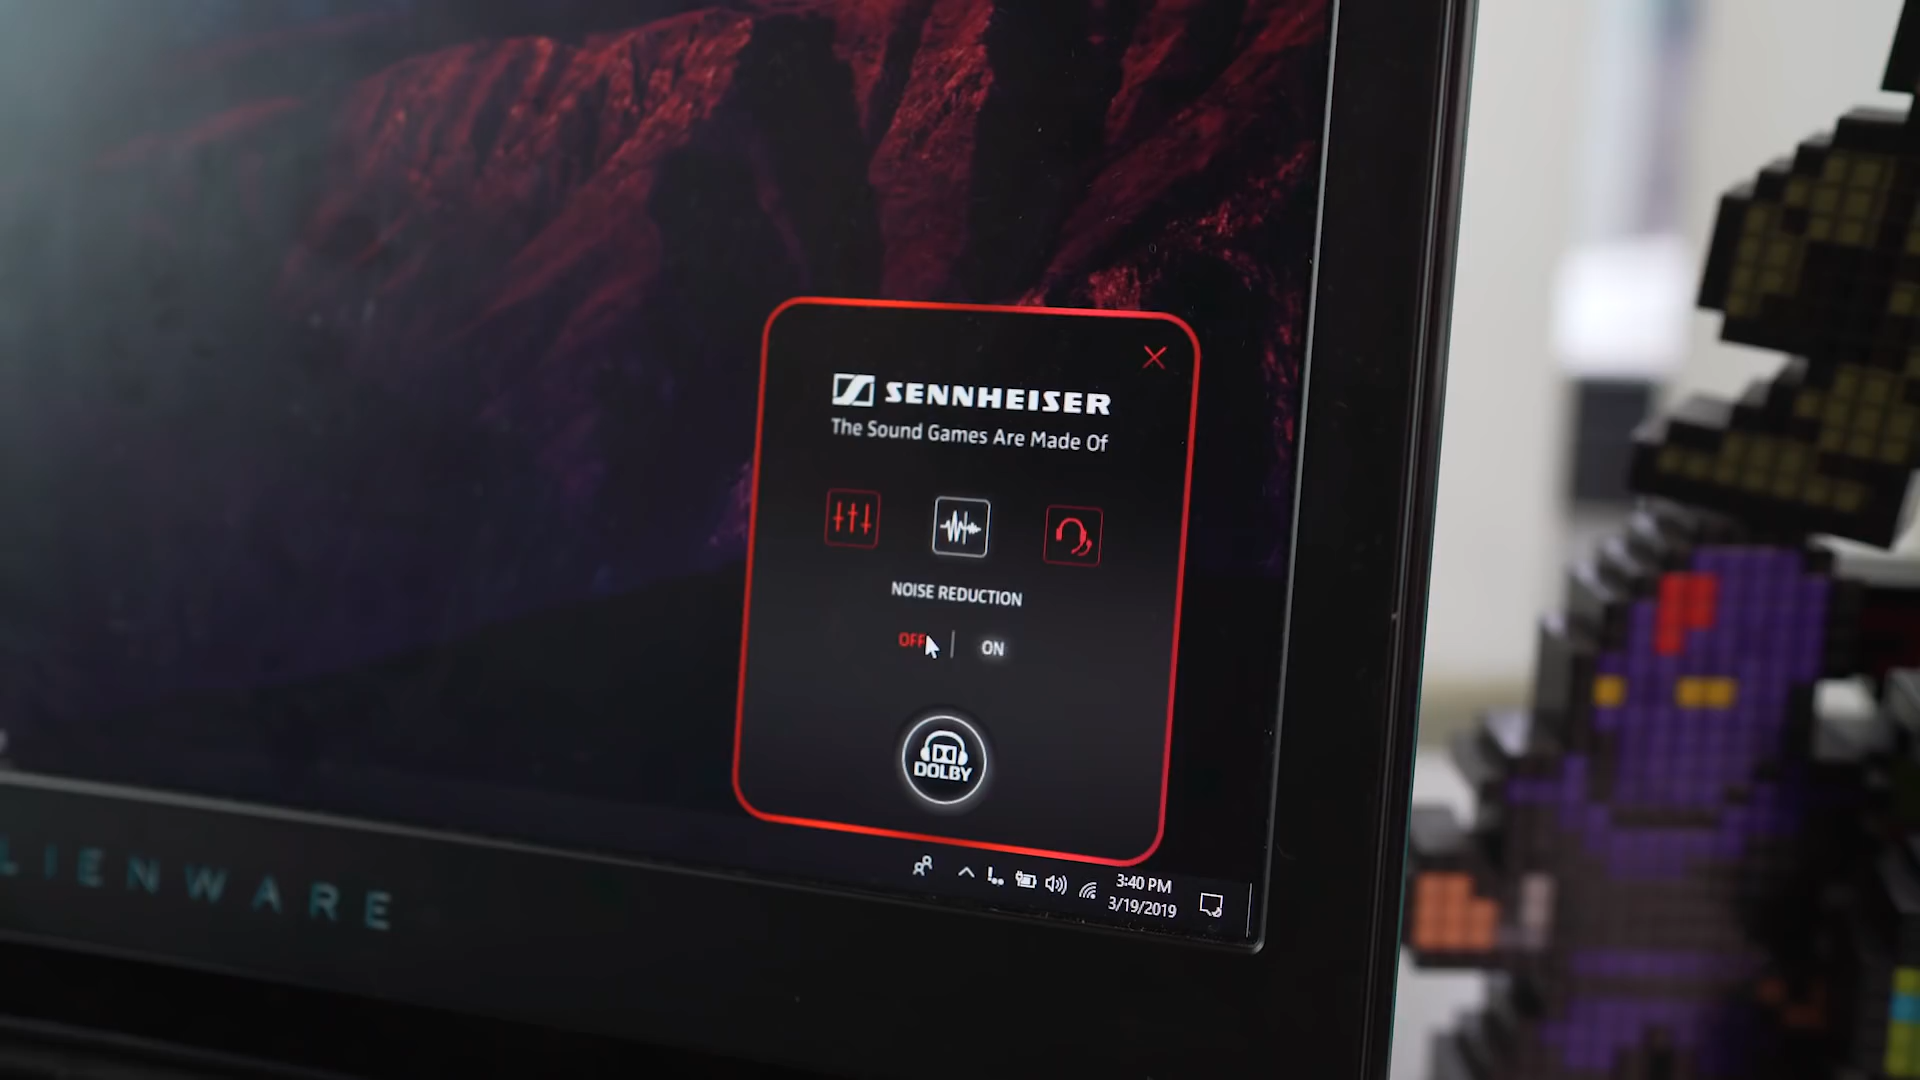 SENNHEISER
The Sound Games Are Made Of
NOISE REDUCTION
OFF | ON
DOLBY
3:40 PM
3/19/2019
LIENWARE